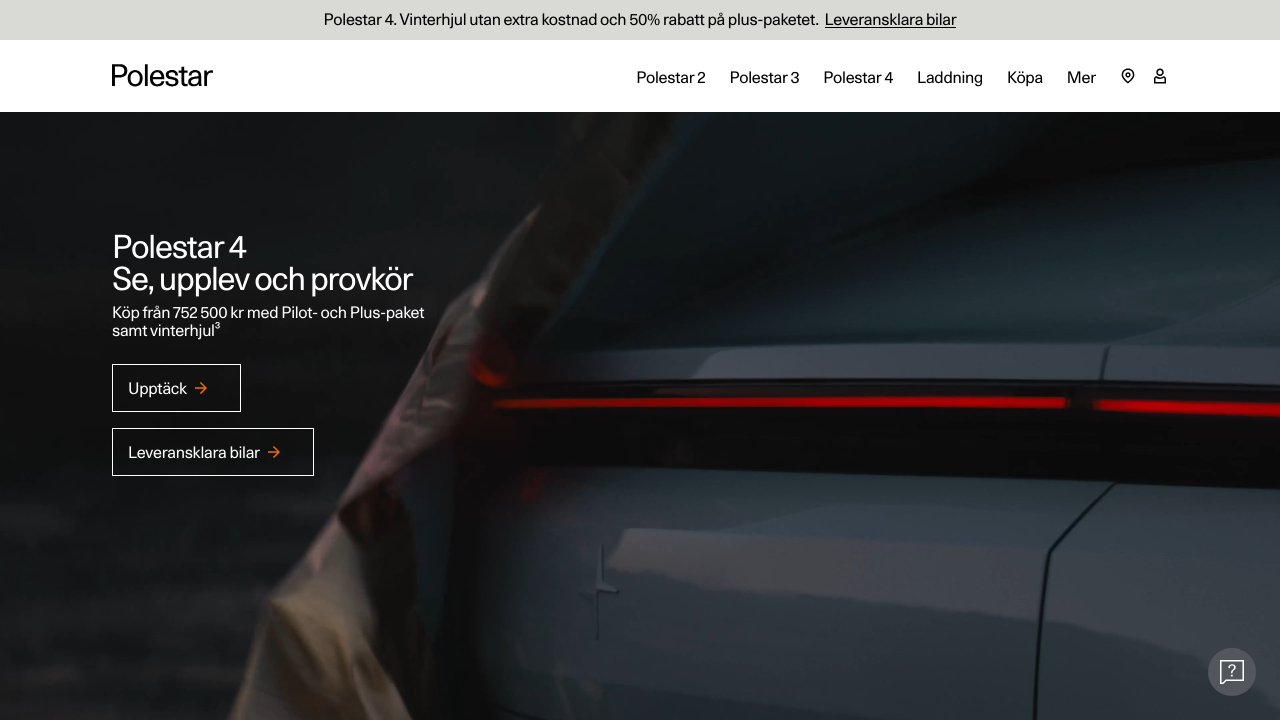 Polestar 4. Vinterhjul utan extra kostnad och 50% rabatt på plus-paketet. Leveransklara bilar
Polestar
Polestar 2
Polestar 3
Polestar 4
Laddning
Köpa
Mer
Polestar 4
Se, upplev och provkör
Köp från 752 500 kr med Pilot- och Plus-paket
samt vinterhjul³
Upptäck
Leveransklara bilar
?